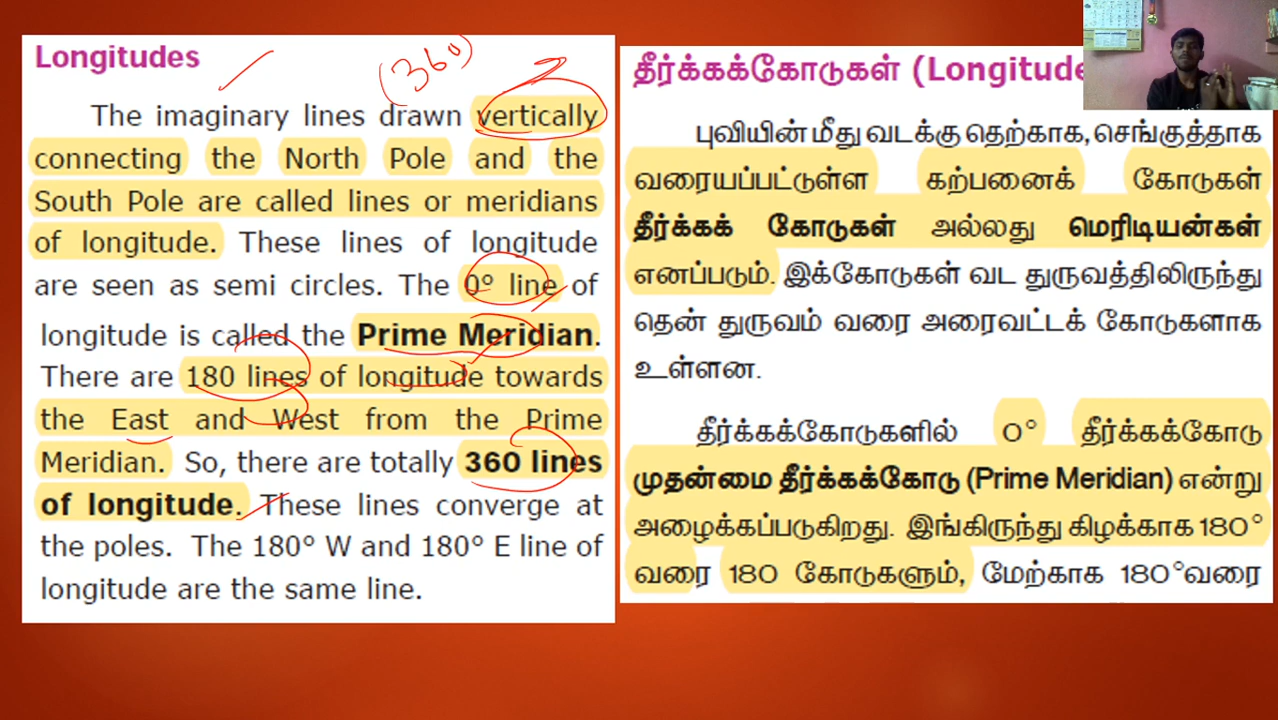 Longitudes
(360)
The imaginary lines drawn vertically
connecting the North Pole and the
South Pole are called lines or meridians
of longitude. These lines of longitude
are seen as semi circles. The 0° line of
longitude is called the Prime Meridian.
There are 180 lines of longitude towards
the East and West from the Prime
Meridian. So, there are totally 360 lines
of longitude. These lines converge at
the poles. The 180° W and 180° E line of
longitude are the same line.
தீர்க்கக்கோடுகள் (Longitude
புவியின் மீது வடக்கு தெற்காக, செங்குத்தாக
வரையப்பட்டுள்ள கற்பனைக் கோடுகள்
தீர்க்கக் கோடுகள் அல்லது மெரிடியன்கள்
எனப்படும். இக்கோடுகள் வட துருவத்திலிருந்து
தென் துருவம் வரை அரைவட்டக் கோடுகளாக
உள்ளன.
தீர்க்கக்கோடுகளில் 0° தீர்க்கக்கோடு
முதன்மை தீர்க்கக்கோடு (Prime Meridian) என்று
அழைக்கப்படுகிறது. இங்கிருந்து கிழக்காக 180°
வரை 180 கோடுகளும், மேற்காக 180°வரை